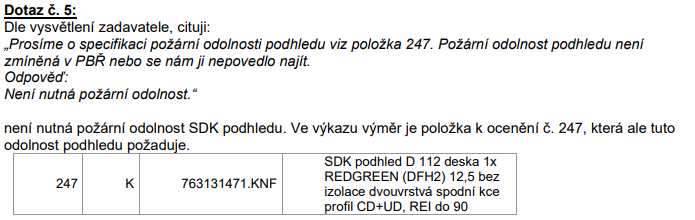 Dotaz č. 5:
Dle vysvětlení zadavatele, cituji:
„Prosíme o specifikaci požární odolnosti podhledu viz položka 247. Požární odolnost podhledu není
zmíněná v PBŘ nebo se nám ji nepovedlo najít.
Odpověď:
Není nutná požární odolnost.“
není nutná požární odolnost SDK podhledu. Ve výkazu výměr je položka k ocenění č. 247, která ale tuto
odolnost podhledu požaduje.
247 K 763131471.KNF SDK podhled D 112 deska 1x
REDGREEN (DFH2) 12,5 bez
izolace dvouvrstvá spodní kce
profil CD+UD, REI do 90